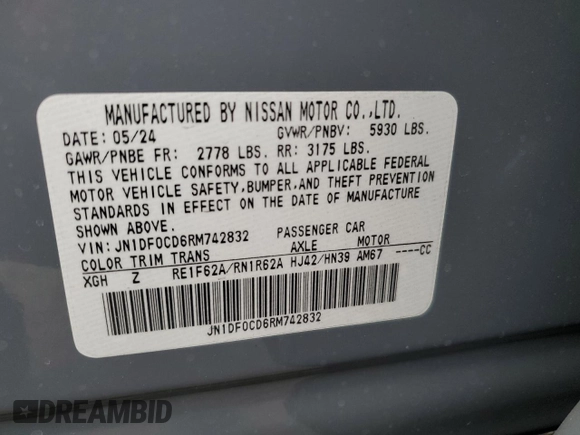 MANUFACTURED BY NISSAN MOTOR CO.,LTD.
DATE: 05/24 GVWR/PNBV: 5930 LBS.
GAWR/PNBE FR: 2778 LBS. RR: 3175 LBS.
THIS VEHICLE CONFORMS TO ALL APPLICABLE FEDERAL
MOTOR VEHICLE SAFETY,BUMPER,AND THEFT PREVENTION
STANDARDS IN EFFECT ON THE DATE OF MANUFACTURE
SHOWN ABOVE.
VIN: JN1DF0CD6RM742832 PASSENGER CAR
COLOR TRIM TRANS AXLE MOTOR
XGH Z RE1F62A/RN1R62A HJ42/HN39 AM67 ----CC
JN1DF0CD6RM742832
DREAMBID